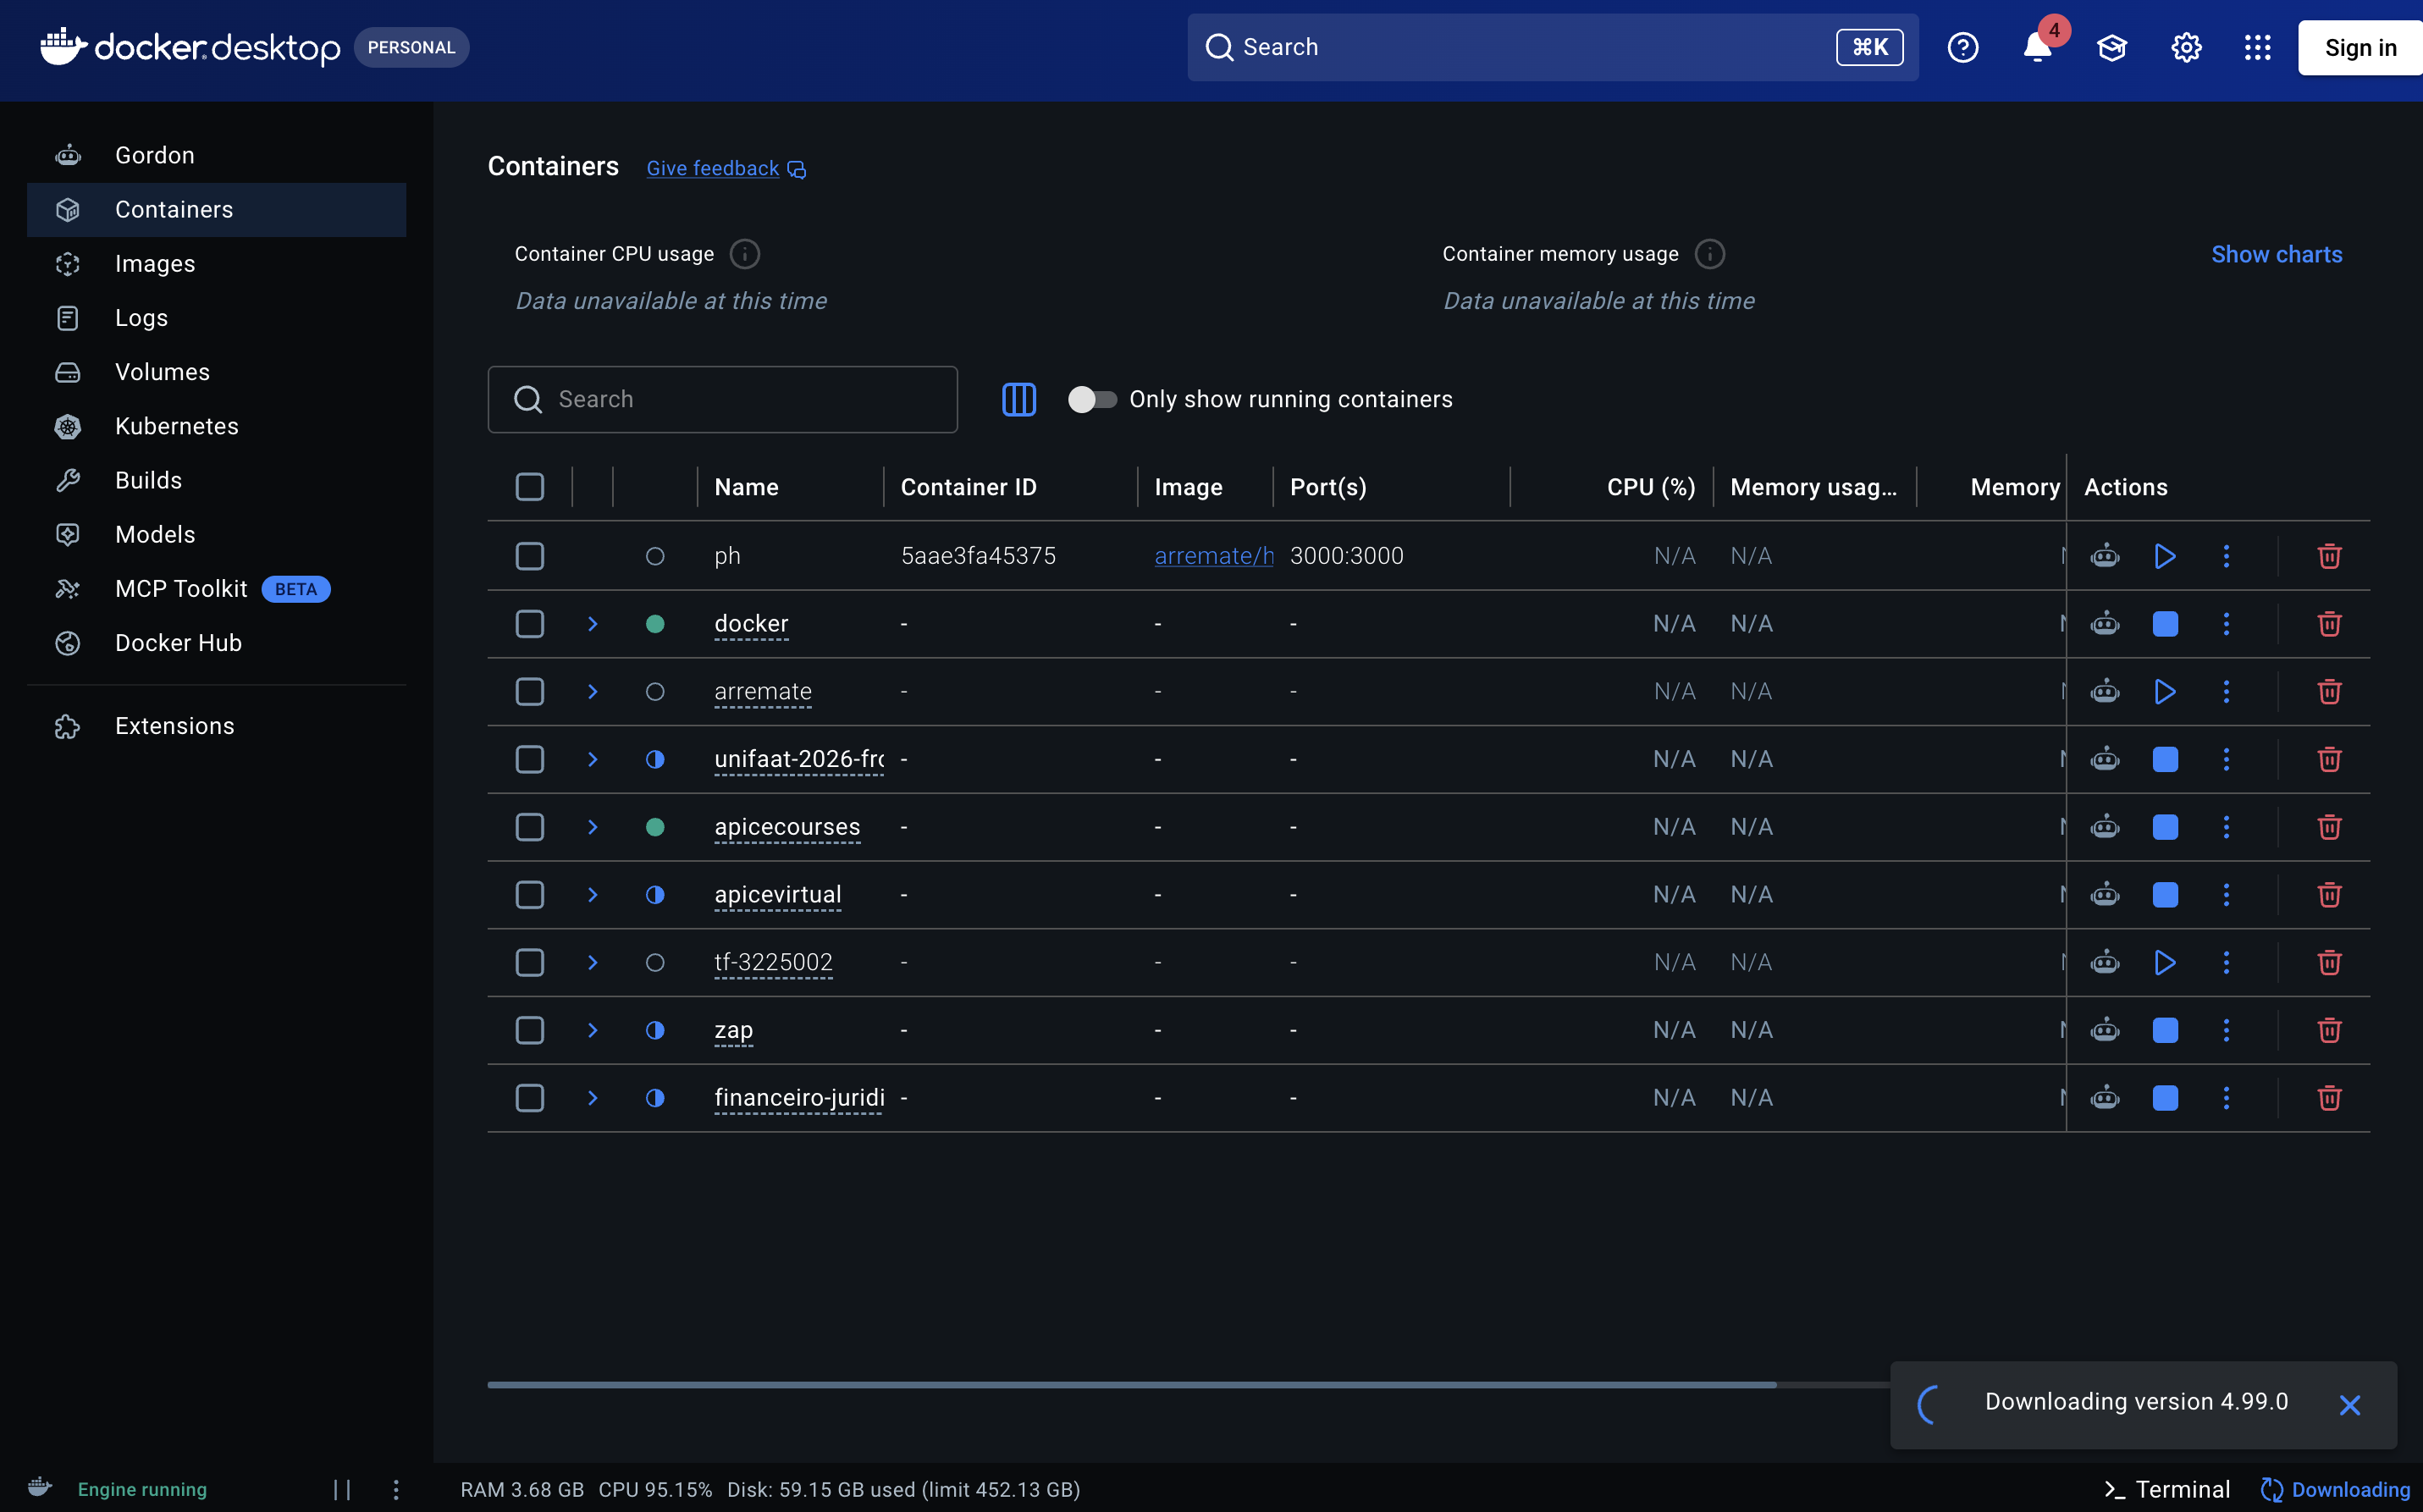 docker desktop PERSONAL
Search ⌘K
4
Sign in
Gordon
Containers
Images
Logs
Volumes
Kubernetes
Builds
Models
MCP Toolkit BETA
Docker Hub
Extensions
Containers Give feedback
Container CPU usage
Data unavailable at this time
Container memory usage
Data unavailable at this time
Show charts
Search
Only show running containers
Name Container ID Image Port(s) CPU (%) Memory usag... Memory Actions
ph 5aae3fa45375 arremate/h 3000:3000 N/A N/A
docker - - - N/A N/A
arremate - - - N/A N/A
unifaat-2026-fro - - - N/A N/A
apicecourses - - - N/A N/A
apicevirtual - - - N/A N/A
tf-3225002 - - - N/A N/A
zap - - - N/A N/A
financeiro-juridi - - - N/A N/A
Downloading version 4.99.0
Engine running
RAM 3.68 GB CPU 95.15% Disk: 59.15 GB used (limit 452.13 GB)
Terminal
Downloading